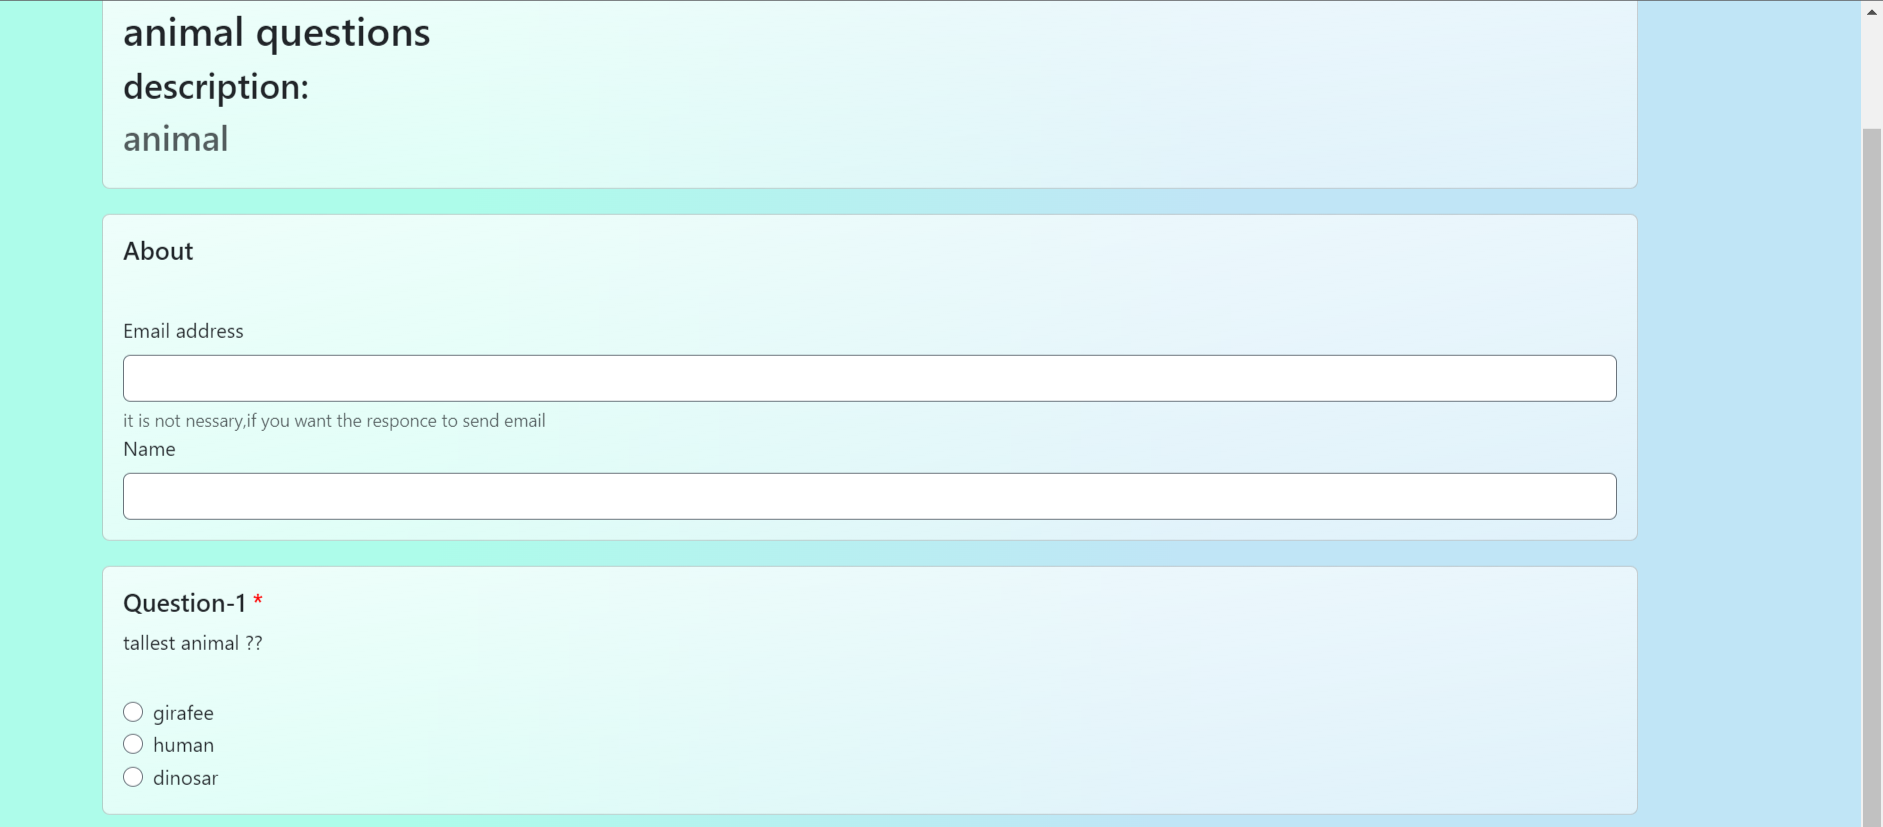 animal questions
description:
animal
About
Email address
it is not nessary,if you want the responce to send email
Name
Question-1 *
tallest animal ??
girafee
human
dinosar